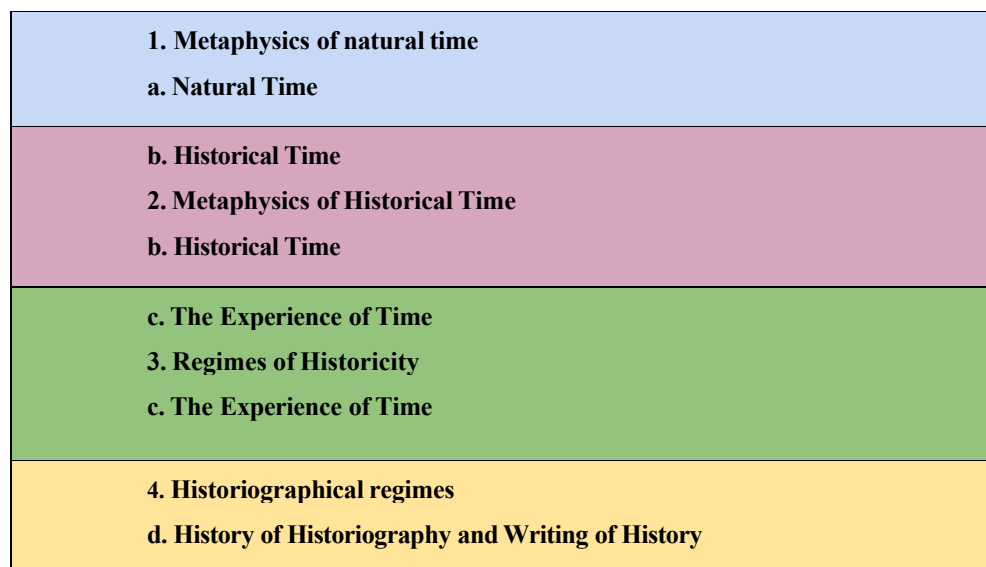 1. Metaphysics of natural time
a. Natural Time
b. Historical Time
2. Metaphysics of Historical Time
b. Historical Time
c. The Experience of Time
3. Regimes of Historicity
c. The Experience of Time
4. Historiographical regimes
d. History of Historiography and Writing of History